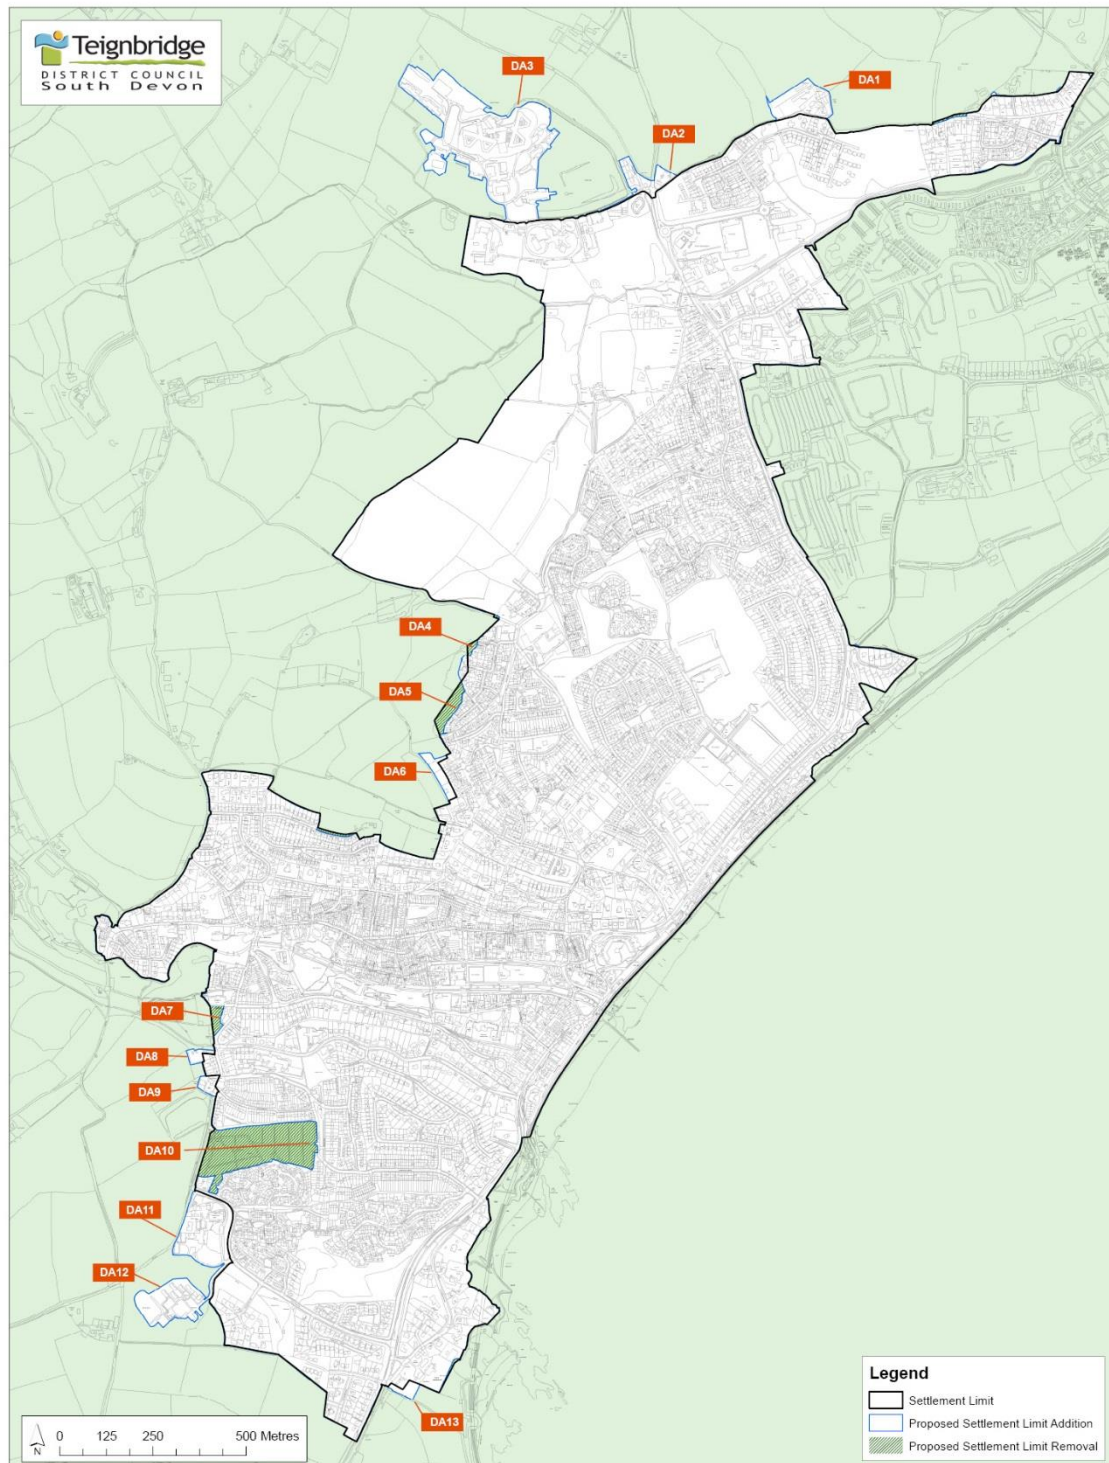 Teignbridge
DISTRICT COUNCIL
South Devon
DA3
DA1
DA2
DA4
DA5
DA6
DA7
DA8
DA9
DA10
DA11
DA12
DA13
Legend
Settlement Limit
Proposed Settlement Limit Addition
Proposed Settlement Limit Removal
N
0 125 250 500 Metres